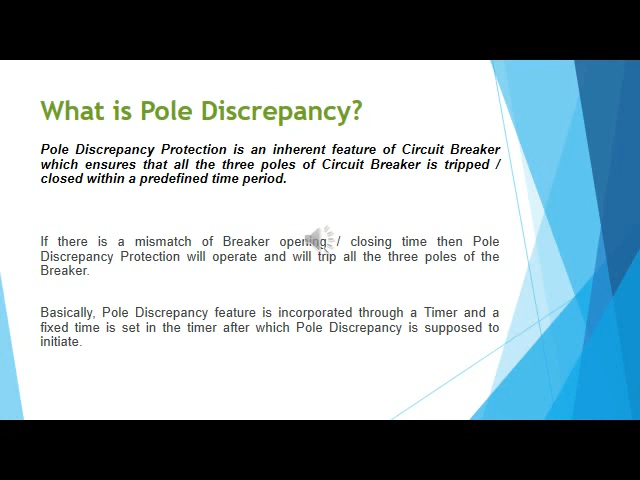 What is Pole Discrepancy?
Pole Discrepancy Protection is an inherent feature of Circuit Breaker
which ensures that all the three poles of Circuit Breaker is tripped /
closed within a predefined time period.
If there is a mismatch of Breaker opening / closing time then Pole
Discrepancy Protection will operate and will trip all the three poles of the
Breaker.
Basically, Pole Discrepancy feature is incorporated through a Timer and a
fixed time is set in the timer after which Pole Discrepancy is supposed to
initiate.